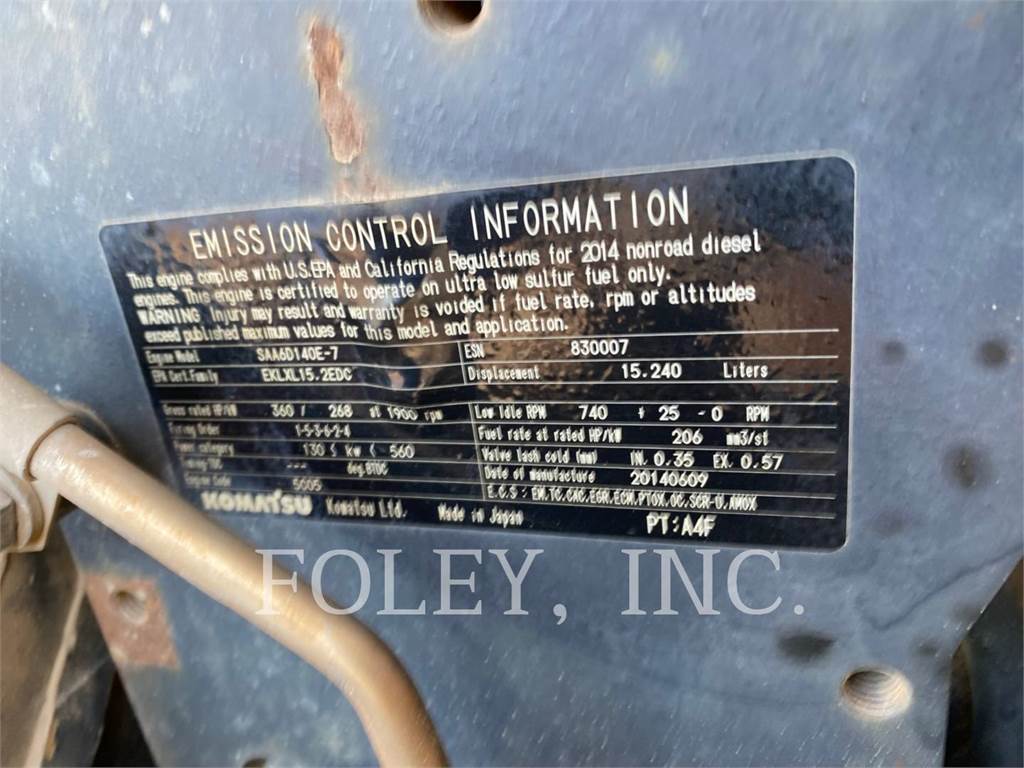 EMISSION CONTROL INFORMATION
This engine complies with U.S.EPA and California Regulations for 2014 nonroad diesel
engines. This engine is certified to operate on ultra low sulfur fuel only.
WARNING: Injury may result and warranty is voided if fuel rate, rpm or altitudes
exceed published maximum values for this model and application.
Engine Model SAA6D140E-7 ESN 830007
EPA Cert.Family EKLXL15.2EDC Displacement 15.240 Liters
Gross rated HP/kW 360 / 268 at 1900 rpm Low Idle RPM 740 + 25 - 0 RPM
Firing Order 1-5-3-6-2-4 Fuel rate at rated HP/kW 206 mm3/st
Power category 130 ≤ kW ≤ 560 Valve lash cold (mm) IN. 0.35 EX. 0.57
Timing-TDC --- deg.BTDC Date of manufacture 20140609
Engine Code 5005 E.C.S : EM,TC,CAC,EGR,ECM,PTOX,OC,SCR-U,AMOX
KOMATSU Komatsu Ltd. Made in Japan PT:A4F
FOLEY, INC.